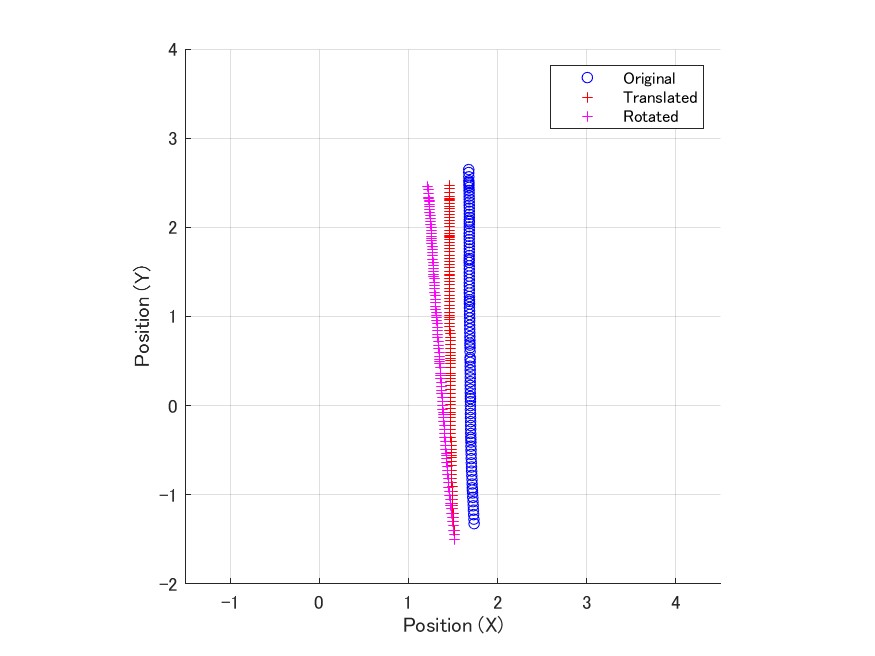 4
3
2
1
0
-1
-2
-1
0
1
2
3
4
Position (X)
Position (Y)
Original
Translated
Rotated